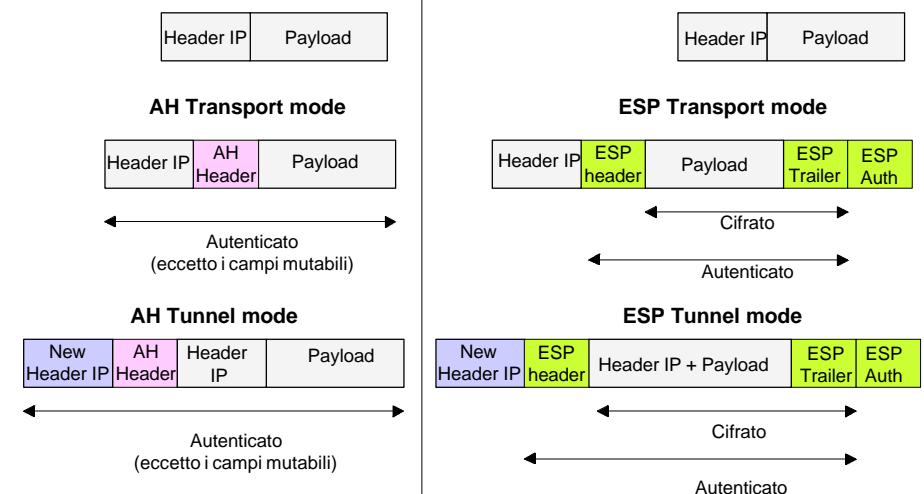 Header IP Payload
AH Transport mode
Header IP
AH
Header
Payload
Autenticato
(eccetto i campi mutabili)
AH Tunnel mode
New
Header IP
AH
Header
Header
IP
Payload
Autenticato
(eccetto i campi mutabili)
Header IP Payload
ESP Transport mode
Header IP
ESP
header
Payload
ESP
Trailer
ESP
Auth
Cifrato
Autenticato
ESP Tunnel mode
New
Header IP
ESP
header
Header IP + Payload
ESP
Trailer
ESP
Auth
Cifrato
Autenticato